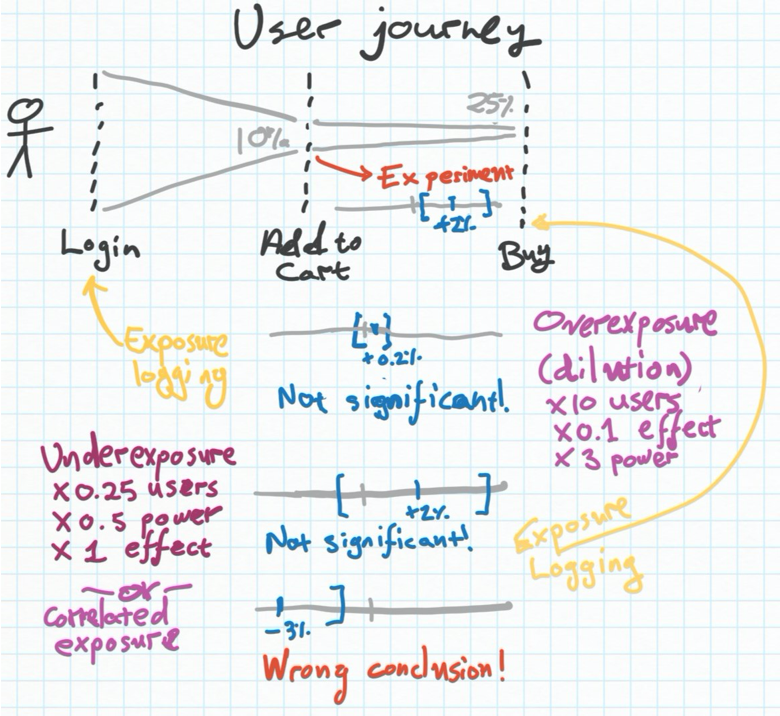 User journey
25%
10%
Experiment
+2%
Login
Add to
Cart
Buy
Exposure
logging
+0.2%
Not significant!
Overexposure
(dilution)
x10 users
x0.1 effect
x3 power
Underexposure
x0.25 users
x0.5 power
x1 effect
+2%
Not significant!
Exposure
Logging
or
Correlated
exposure
-3%
Wrong conclusion!